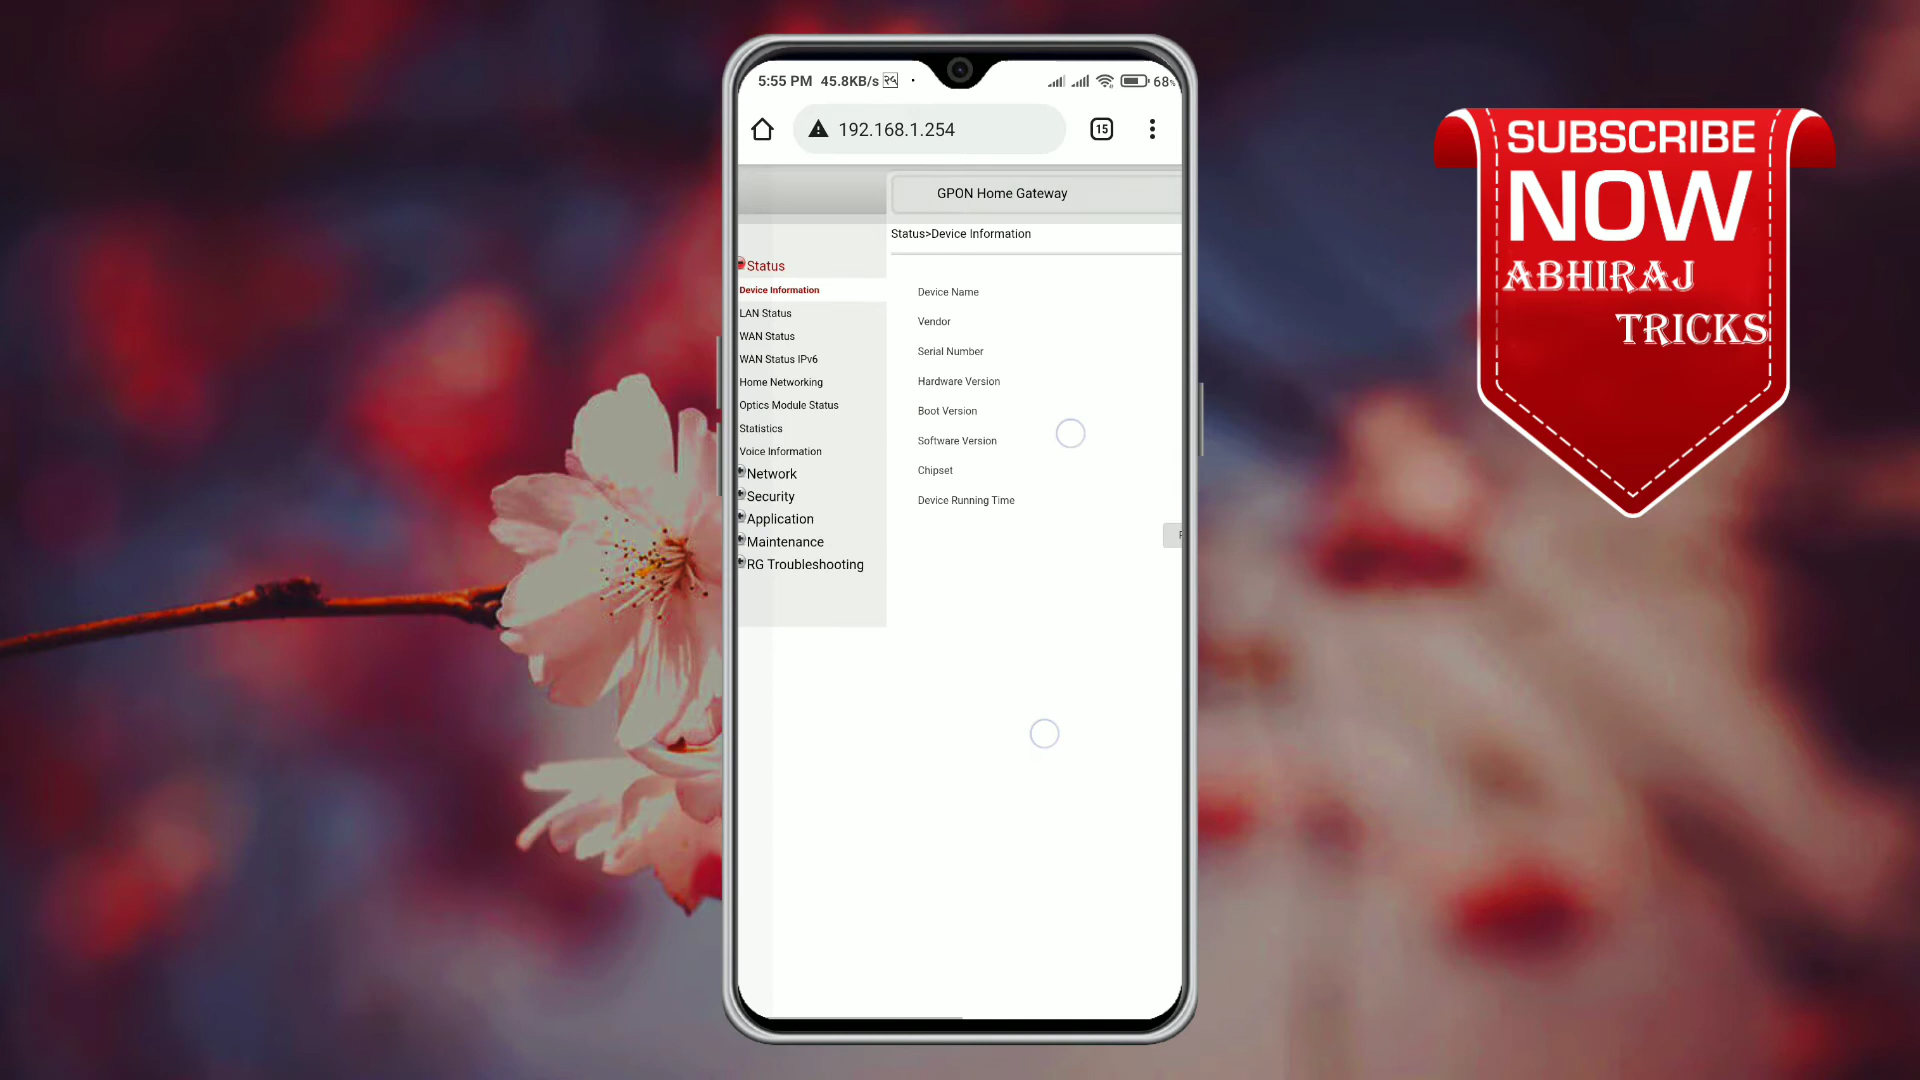 5:55 PM 45.8KB/s
68%
192.168.1.254
15
GPON Home Gateway
Status>Device Information
Status
Device Information
LAN Status
WAN Status
WAN Status IPv6
Home Networking
Optics Module Status
Statistics
Voice Information
Network
Security
Application
Maintenance
RG Troubleshooting
Device Name
Vendor
Serial Number
Hardware Version
Boot Version
Software Version
Chipset
Device Running Time
SUBSCRIBE
NOW
ABHIRAJ
TRICKS